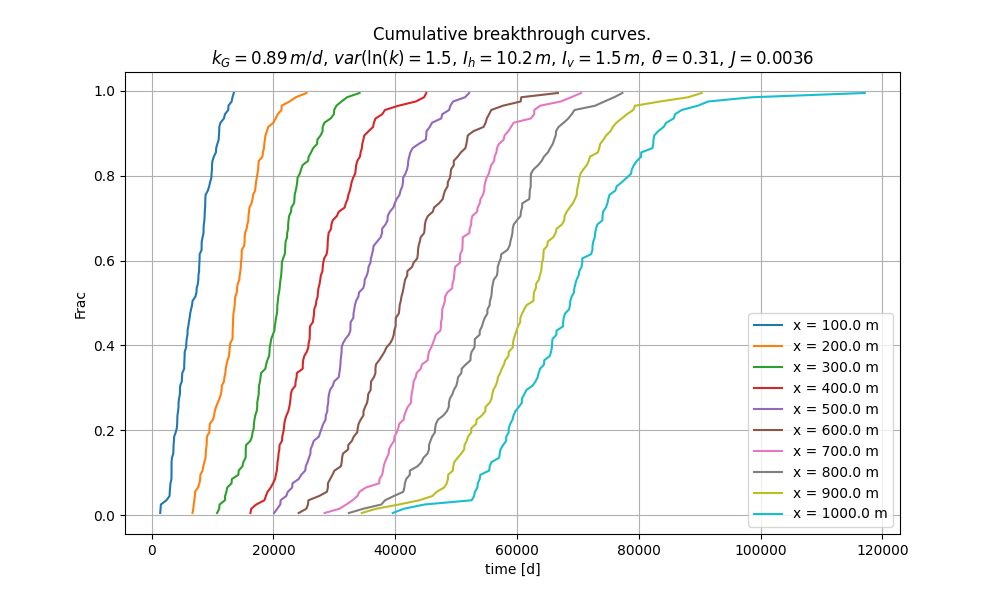 Cumulative breakthrough curves.
k_G = 0.89 m/d, var(ln(k) = 1.5, I_h = 10.2 m, I_v = 1.5 m, θ = 0.31, J = 0.0036
1.0
0.8
0.6
0.4
0.2
0.0
Frac
0 20000 40000 60000 80000 100000 120000
time [d]
x = 100.0 m
x = 200.0 m
x = 300.0 m
x = 400.0 m
x = 500.0 m
x = 600.0 m
x = 700.0 m
x = 800.0 m
x = 900.0 m
x = 1000.0 m